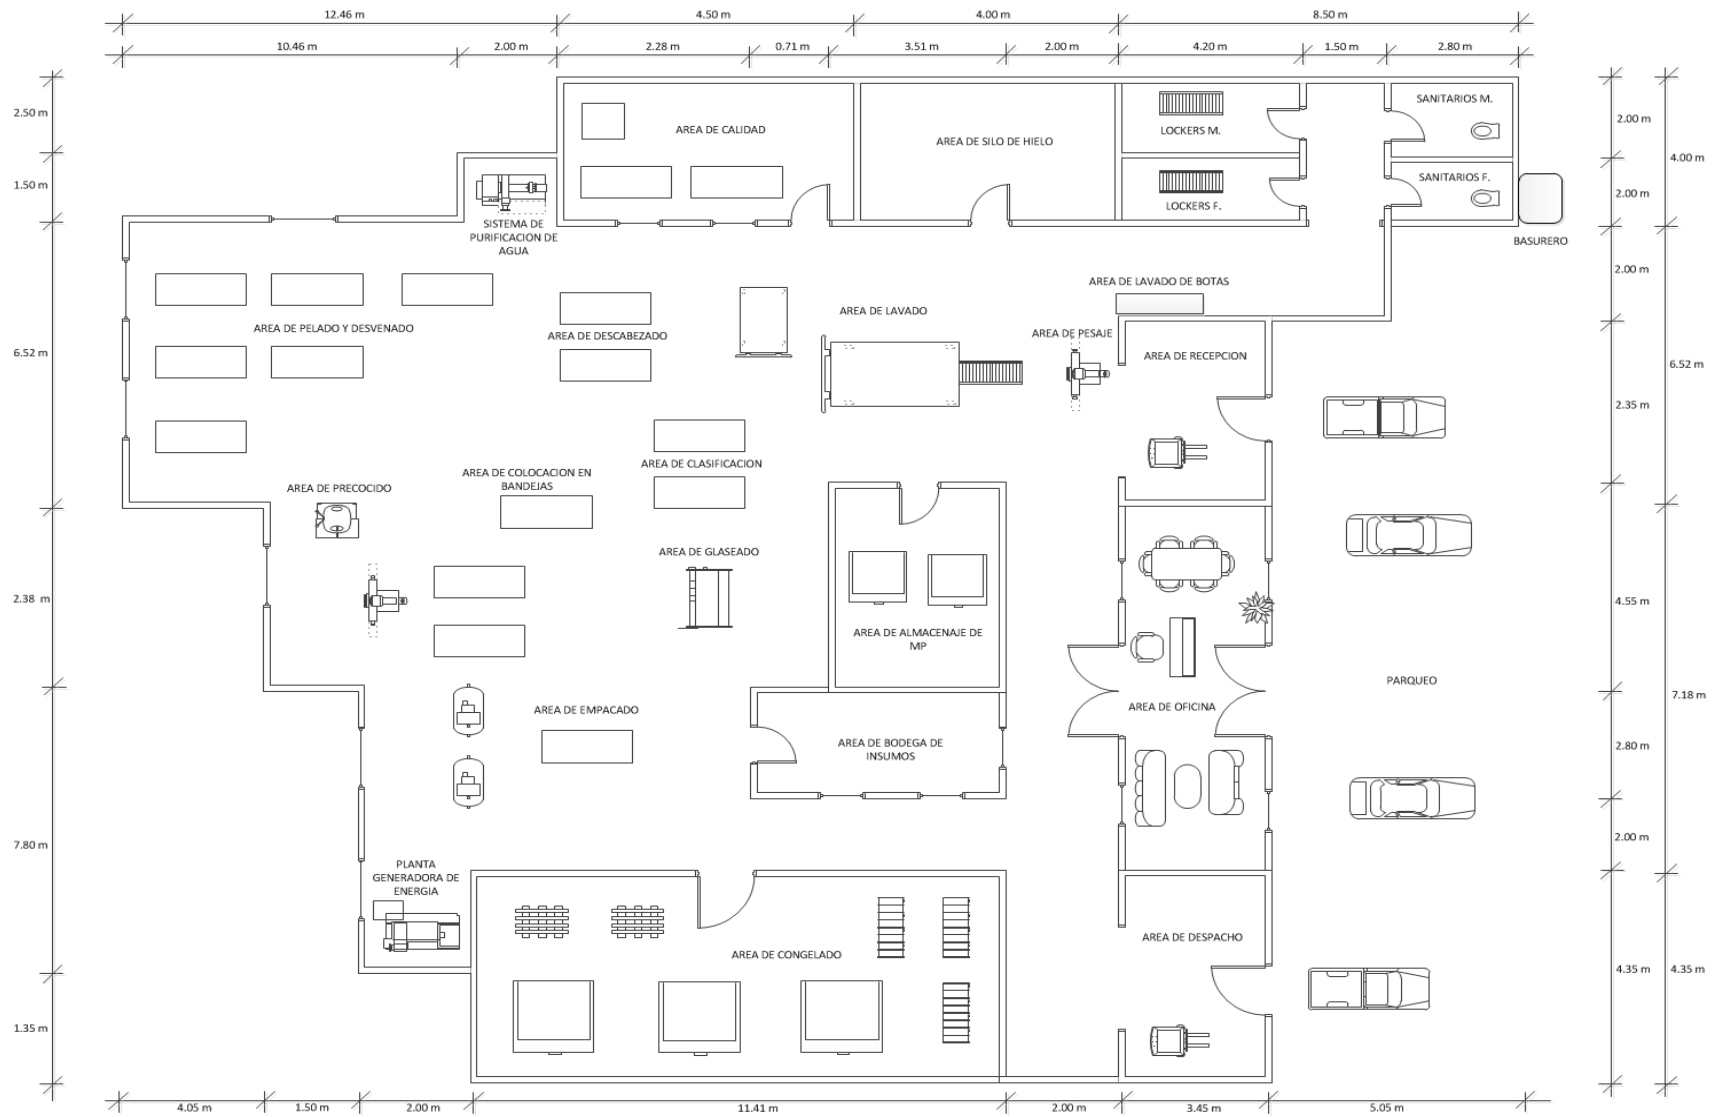 12.46 m
4.50 m
4.00 m
8.50 m
10.46 m
2.00 m
2.28 m
0.71 m
3.51 m
2.00 m
4.20 m
1.50 m
2.80 m
2.50 m
1.50 m
6.52 m
2.38 m
7.80 m
1.35 m
AREA DE CALIDAD
AREA DE SILO DE HIELO
LOCKERS M.
LOCKERS F.
SANITARIOS M.
SANITARIOS F.
BASURERO
SISTEMA DE
PURIFICACION DE
AGUA
AREA DE LAVADO DE BOTAS
AREA DE PELADO Y DESVENADO
AREA DE DESCABEZADO
AREA DE LAVADO
AREA DE PESAJE
AREA DE RECEPCION
AREA DE PRECOCIDO
AREA DE COLOCACION EN
BANDEJAS
AREA DE CLASIFICACION
AREA DE GLASEADO
AREA DE ALMACENAJE DE
MP
AREA DE EMPACADO
AREA DE BODEGA DE
INSUMOS
AREA DE OFICINA
PARQUEO
PLANTA
GENERADORA DE
ENERGIA
AREA DE CONGELADO
AREA DE DESPACHO
2.00 m
2.00 m
2.00 m
2.35 m
4.55 m
2.80 m
2.00 m
4.35 m
4.00 m
6.52 m
7.18 m
4.35 m
4.05 m
1.50 m
2.00 m
11.41 m
2.00 m
3.45 m
5.05 m